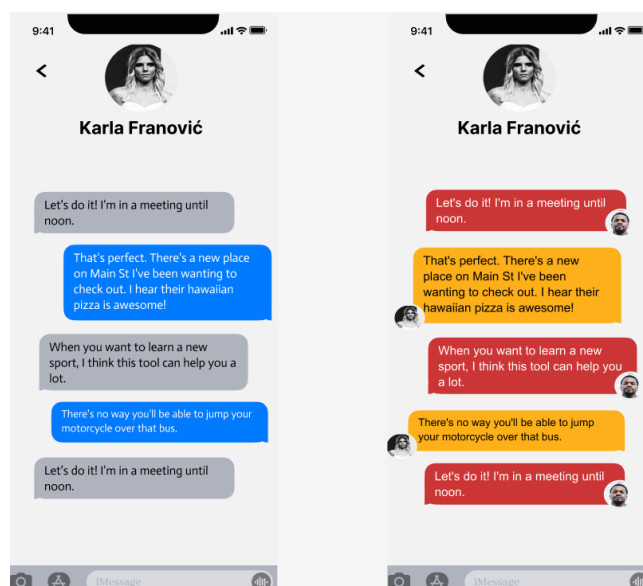 9:41
Karla Franović
Let's do it! I'm in a meeting until
noon.
That's perfect. There's a new place
on Main St I've been wanting to
check out. I hear their hawaiian
pizza is awesome!
When you want to learn a new
sport, I think this tool can help you a
lot.
There's no way you'll be able to jump your
motorcycle over that bus.
Let's do it! I'm in a meeting until
noon.
iMessage
9:41
Karla Franović
Let's do it! I'm in a meeting until
noon.
That's perfect. There's a new
place on Main St I've been
wanting to check out. I hear their
hawaiian pizza is awesome!
When you want to learn a new
sport, I think this tool can help you
a lot.
There's no way you'll be able to jump
your motorcycle over that bus.
Let's do it! I'm in a meeting until
noon.
iMessage